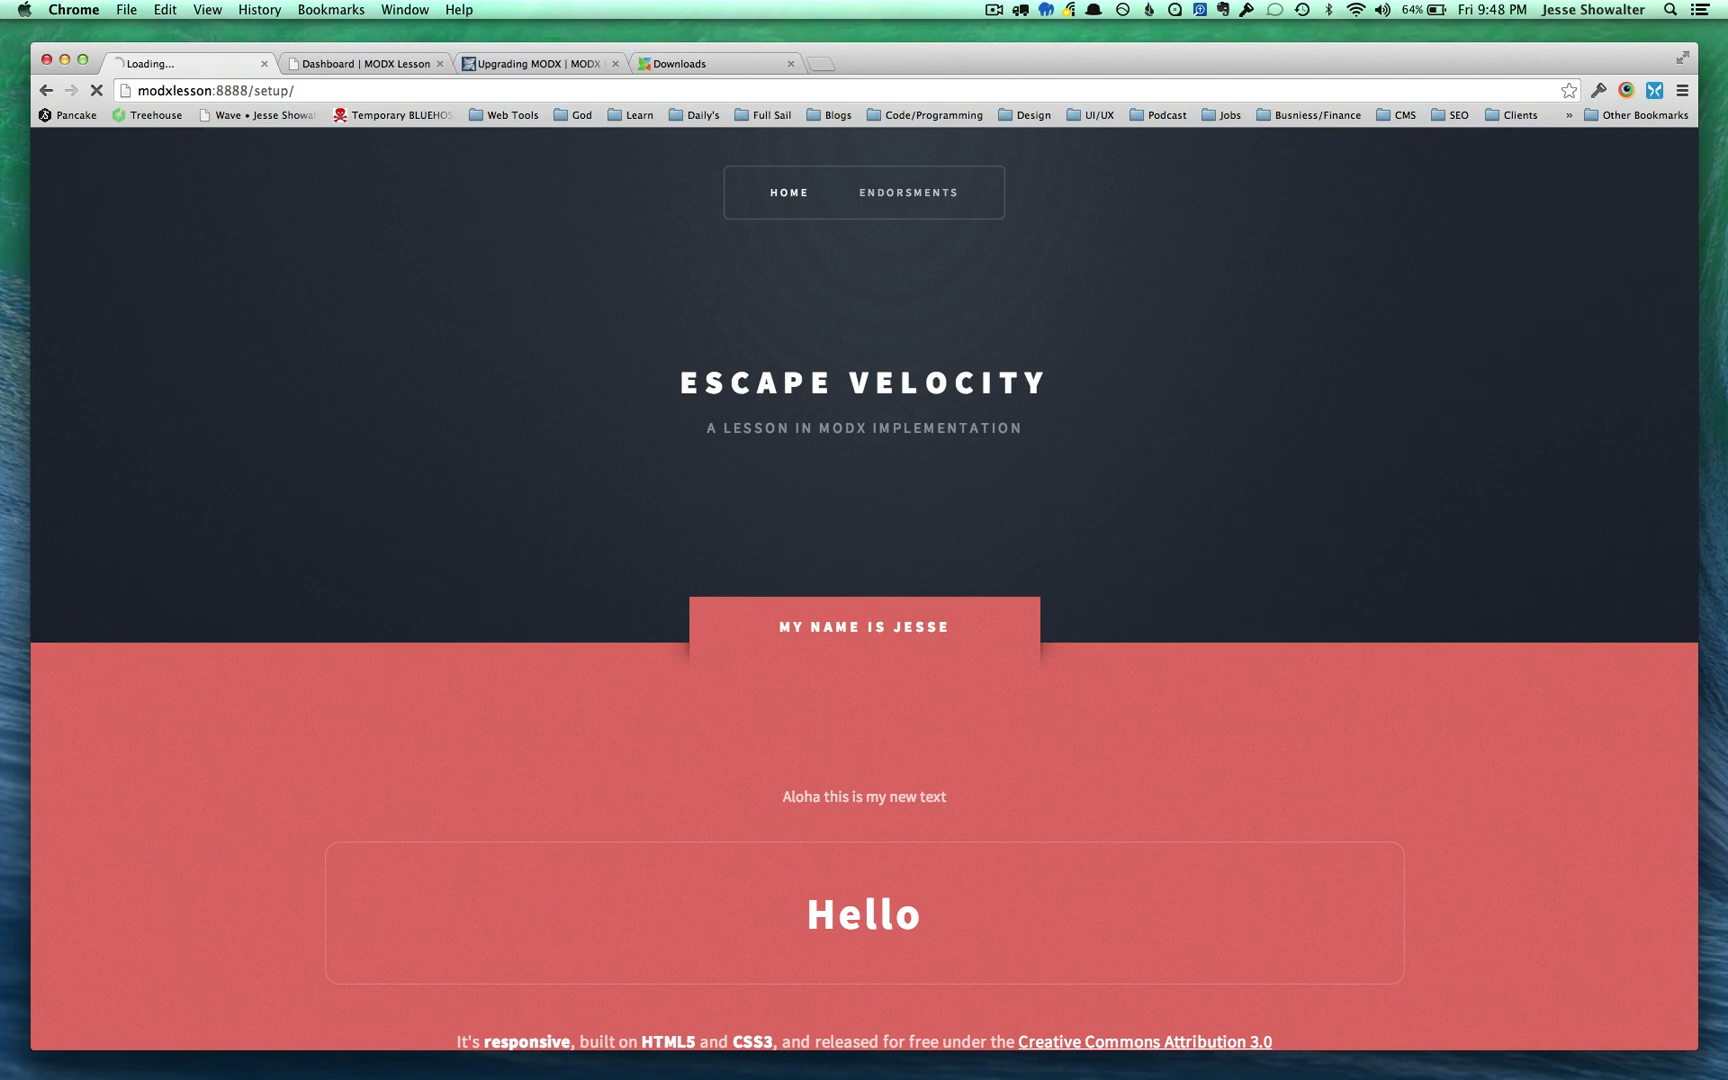 Chrome File Edit View History Bookmarks Window Help 64% Fri 9:48 PM Jesse Showalter
Loading... Dashboard | MODX Lesson Upgrading MODX | MODX Downloads
modxlesson:8888/setup/
Pancake Treehouse Wave • Jesse Showa Temporary BLUEHOS Web Tools God Learn Daily's Full Sail Blogs Code/Programming Design UI/UX Podcast Jobs Busniess/Finance CMS SEO Clients » Other Bookmarks
HOME ENDORSMENTS
ESCAPE VELOCITY
A LESSON IN MODX IMPLEMENTATION
MY NAME IS JESSE
Aloha this is my new text
Hello
It's responsive, built on HTML5 and CSS3, and released for free under the Creative Commons Attribution 3.0